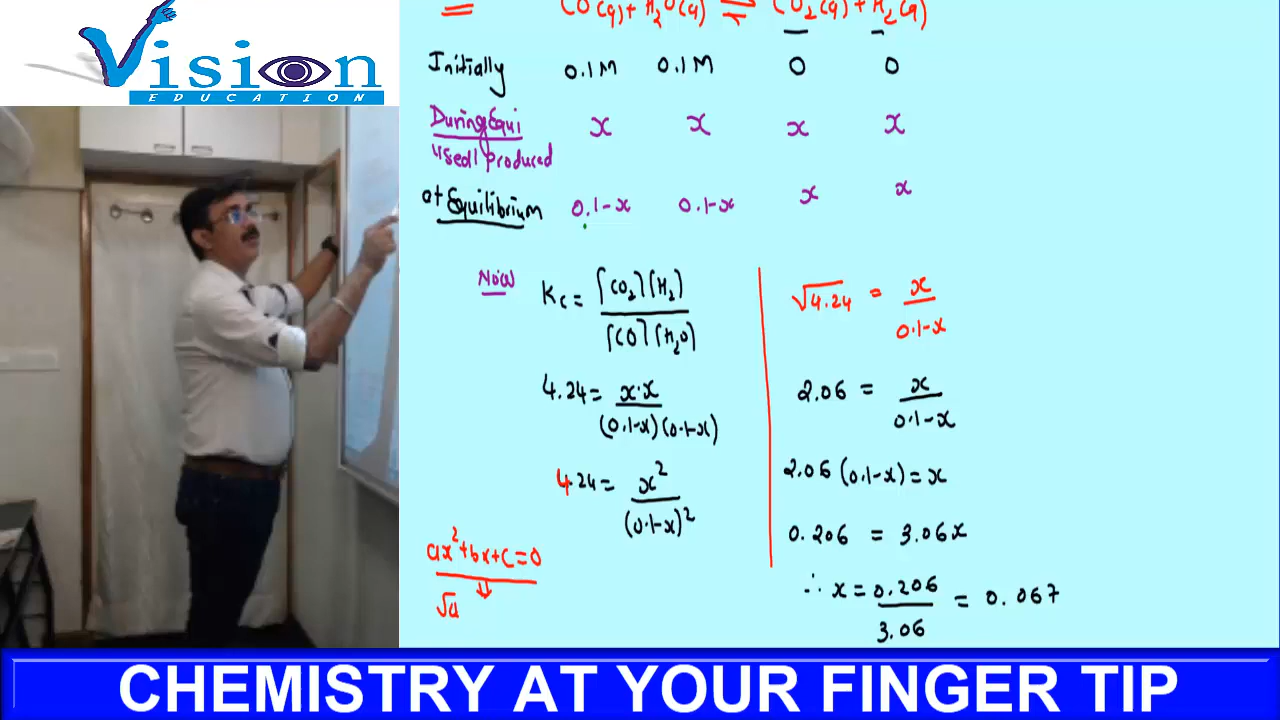 Vision
EDUCATION
CO(g) + H₂O(g) ⇌ CO₂(g) + H₂(g)
Initially 0.1M 0.1M 0 0
During Equi x x x x
used/produced
at Equilibrium 0.1-x 0.1-x x x
Now
Kc = [CO₂][H₂] / [CO][H₂O]
4.24 = x·x / (0.1-x)(0.1-x)
4.24 = x² / (0.1-x)²
ax²+bx+c=0
√4.24 = x / 0.1-x
2.06 = x / 0.1-x
2.06 (0.1-x) = x
0.206 = 3.06x
∴ x = 0.206 / 3.06 = 0.067
CHEMISTRY AT YOUR FINGER TIP